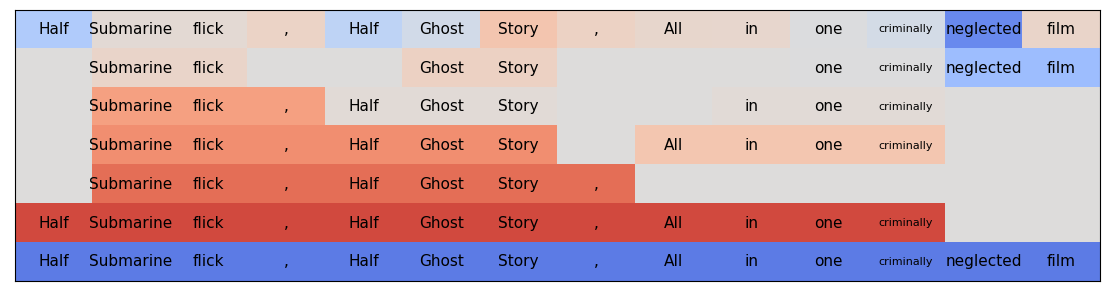 Half Submarine flick , Half Ghost Story , All in one criminally neglected film
Submarine flick Ghost Story one criminally neglected film
Submarine flick , Half Ghost Story in one criminally
Submarine flick , Half Ghost Story All in one criminally
Submarine flick , Half Ghost Story ,
Half Submarine flick , Half Ghost Story , All in one criminally
Half Submarine flick , Half Ghost Story , All in one criminally neglected film